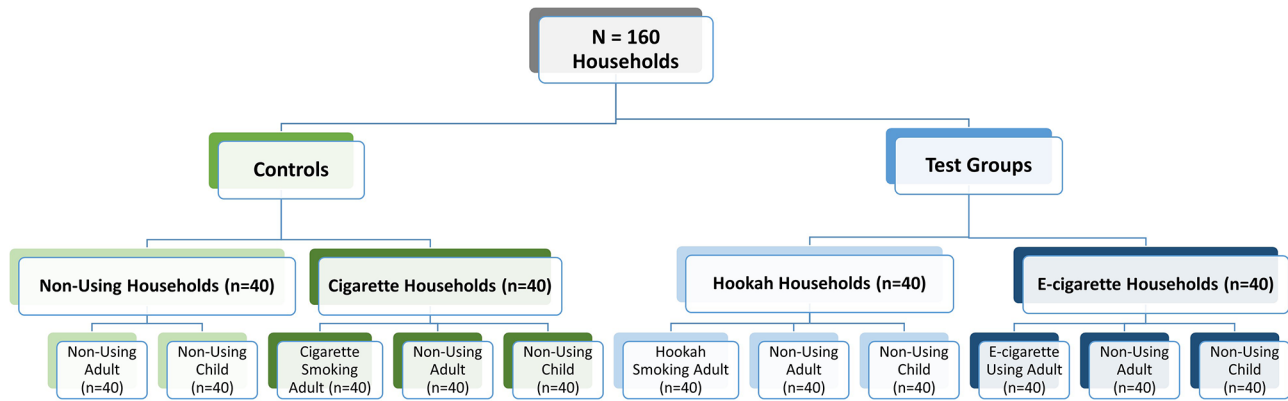 N = 160
Households
Controls
Test Groups
Non-Using Households (n=40)
Cigarette Households (n=40)
Hookah Households (n=40)
E-cigarette Households (n=40)
Non-Using
Adult
(n=40)
Non-Using
Child
(n=40)
Cigarette
Smoking
Adult (n=40)
Non-Using
Adult
(n=40)
Non-Using
Child
(n=40)
Hookah
Smoking Adult
(n=40)
Non-Using
Adult
(n=40)
Non-Using
Child
(n=40)
E-cigarette
Using Adult
(n=40)
Non-Using
Adult
(n=40)
Non-Using
Child
(n=40)